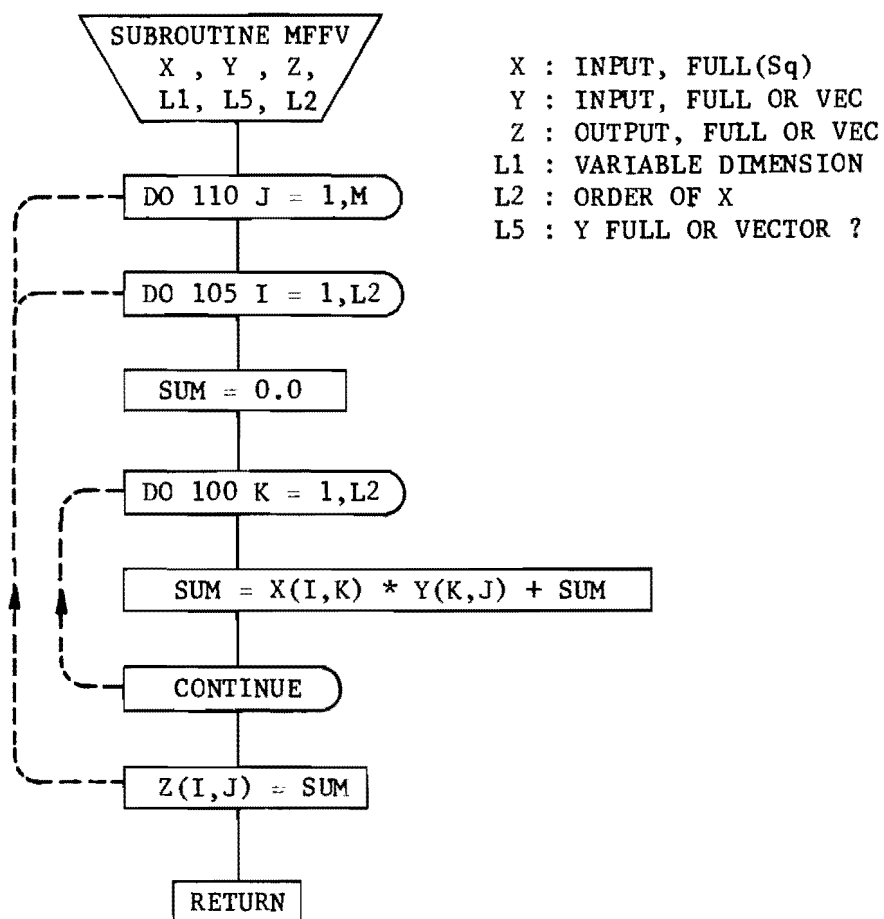 SUBROUTINE MFFV
X , Y , Z,
L1, L5, L2
X : INPUT, FULL(Sq)
Y : INPUT, FULL OR VEC
Z : OUTPUT, FULL OR VEC
L1 : VARIABLE DIMENSION
L2 : ORDER OF X
L5 : Y FULL OR VECTOR ?
DO 110 J = 1,M
DO 105 I = 1,L2
SUM = 0.0
DO 100 K = 1,L2
SUM = X(I,K) * Y(K,J) + SUM
CONTINUE
Z(I,J) = SUM
RETURN